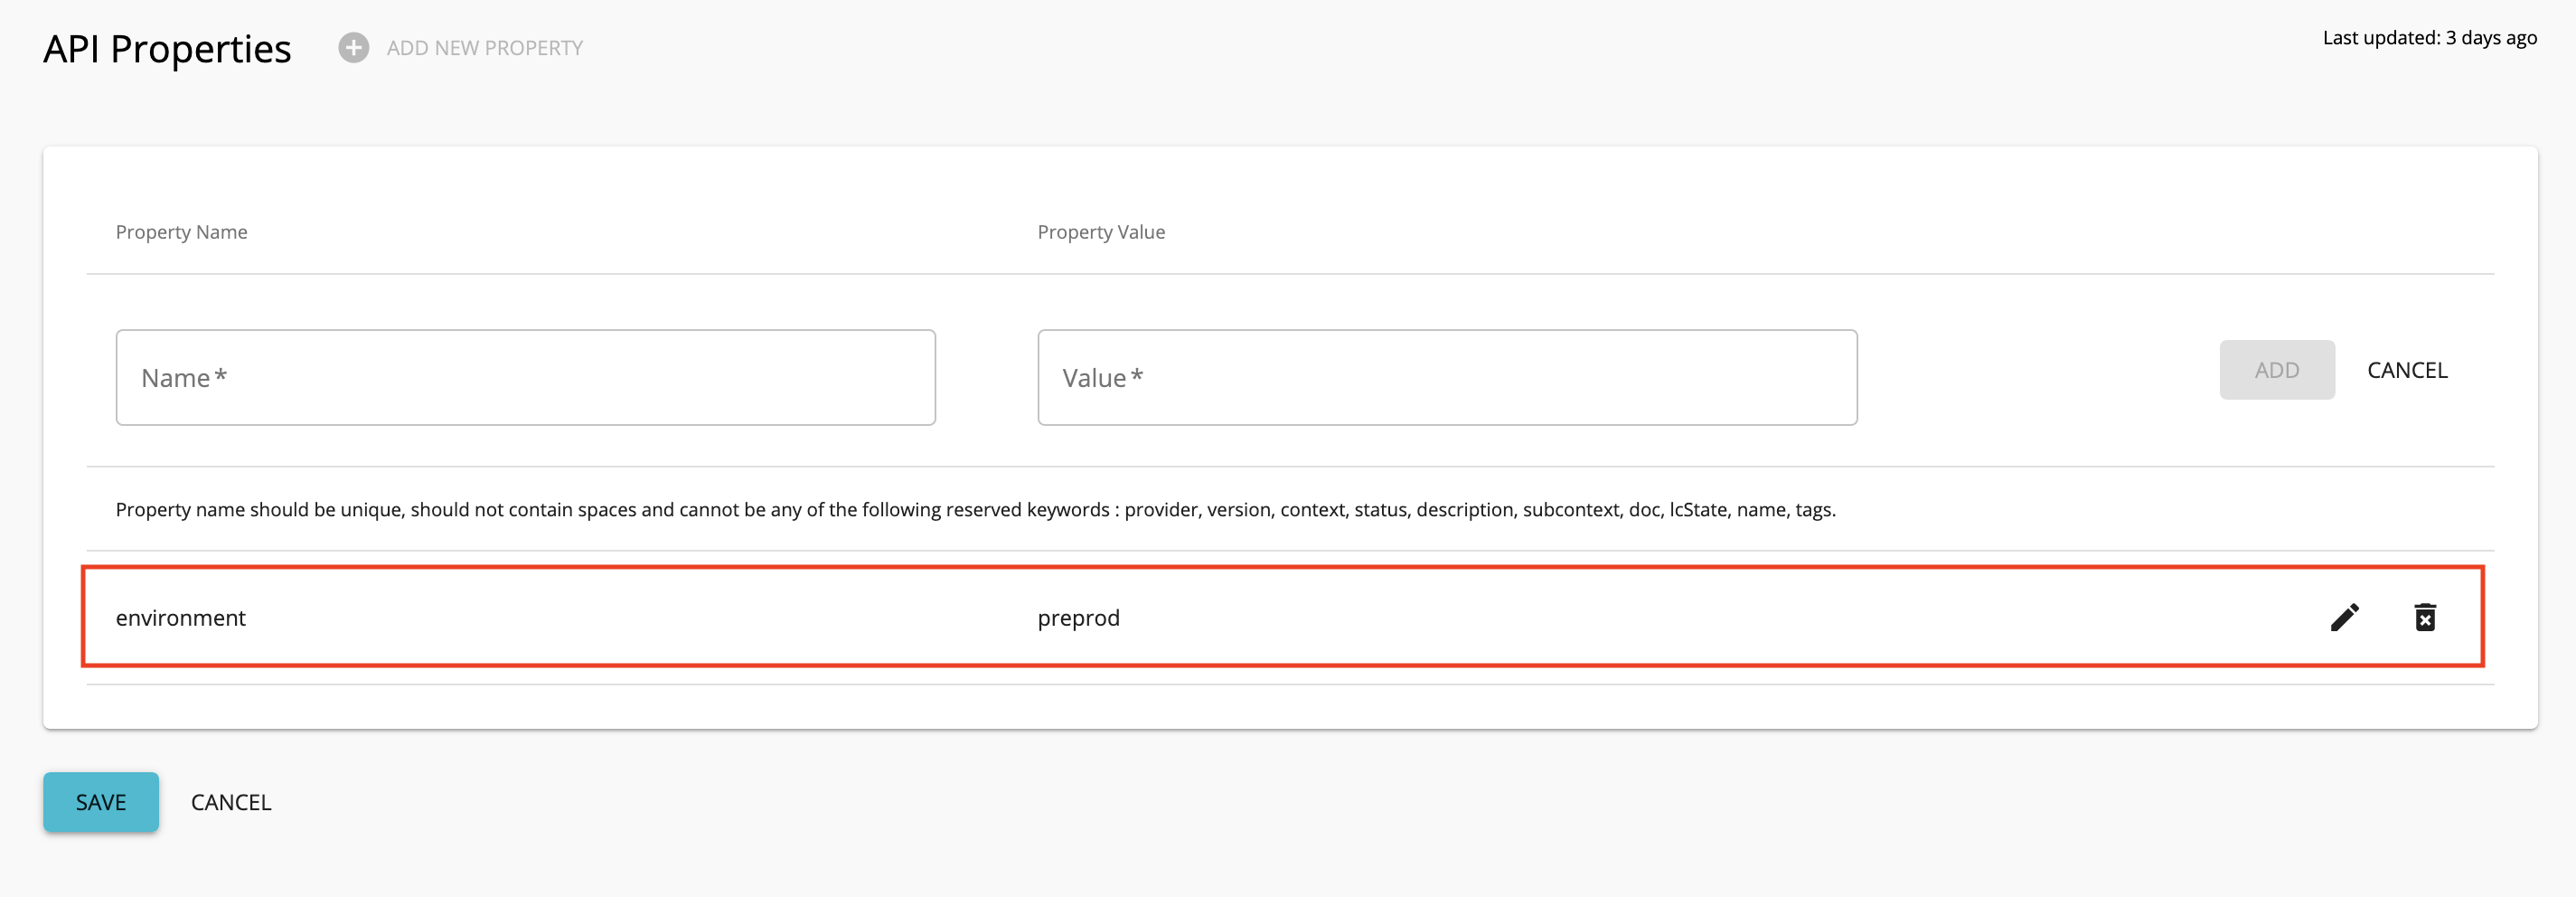 API Properties
ADD NEW PROPERTY
Last updated: 3 days ago
Property Name
Property Value
Name*
Value*
ADD
CANCEL
Property name should be unique, should not contain spaces and cannot be any of the following reserved keywords : provider, version, context, status, description, subcontext, doc, lcState, name, tags.
environment
preprod
SAVE
CANCEL